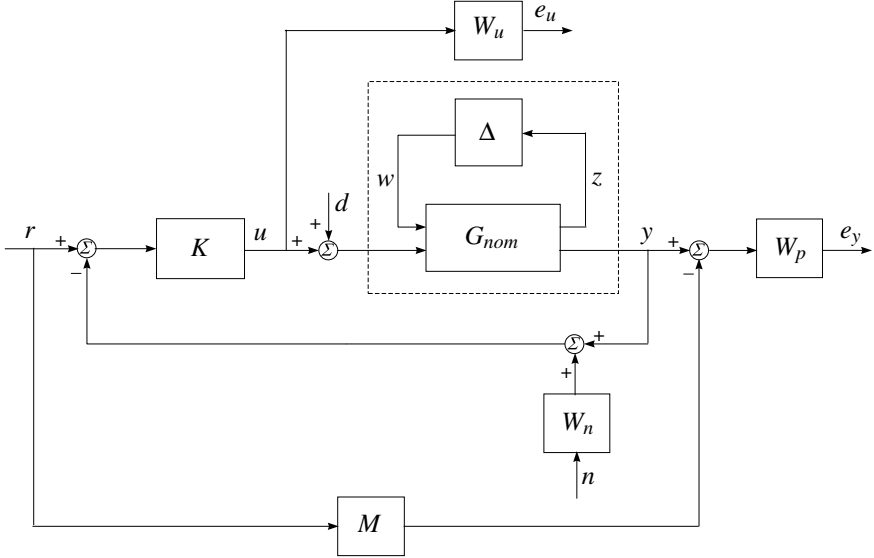 W_u e_u
Δ
w z
+ d
r + Σ K u + Σ G_nom y + Σ W_p e_y
− −
Σ +
+
W_n
n
M